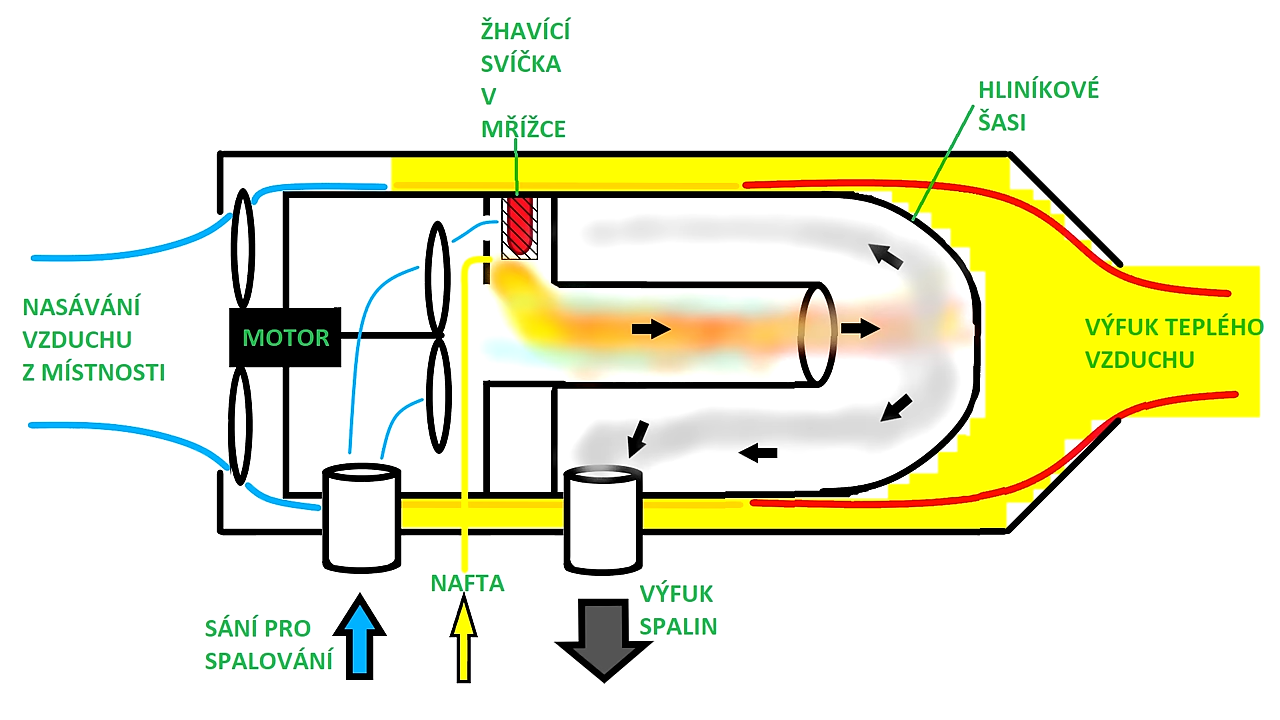 ŽHAVÍCÍ
SVÍČKA
V
MŘÍŽCE
HLINÍKOVÉ
ŠASI
NASÁVÁNÍ
VZDUCHU
Z MÍSTNOSTI
MOTOR
VÝFUK TEPLÉHO
VZDUCHU
NAFTA
SÁNÍ PRO
SPALOVÁNÍ
VÝFUK
SPALIN